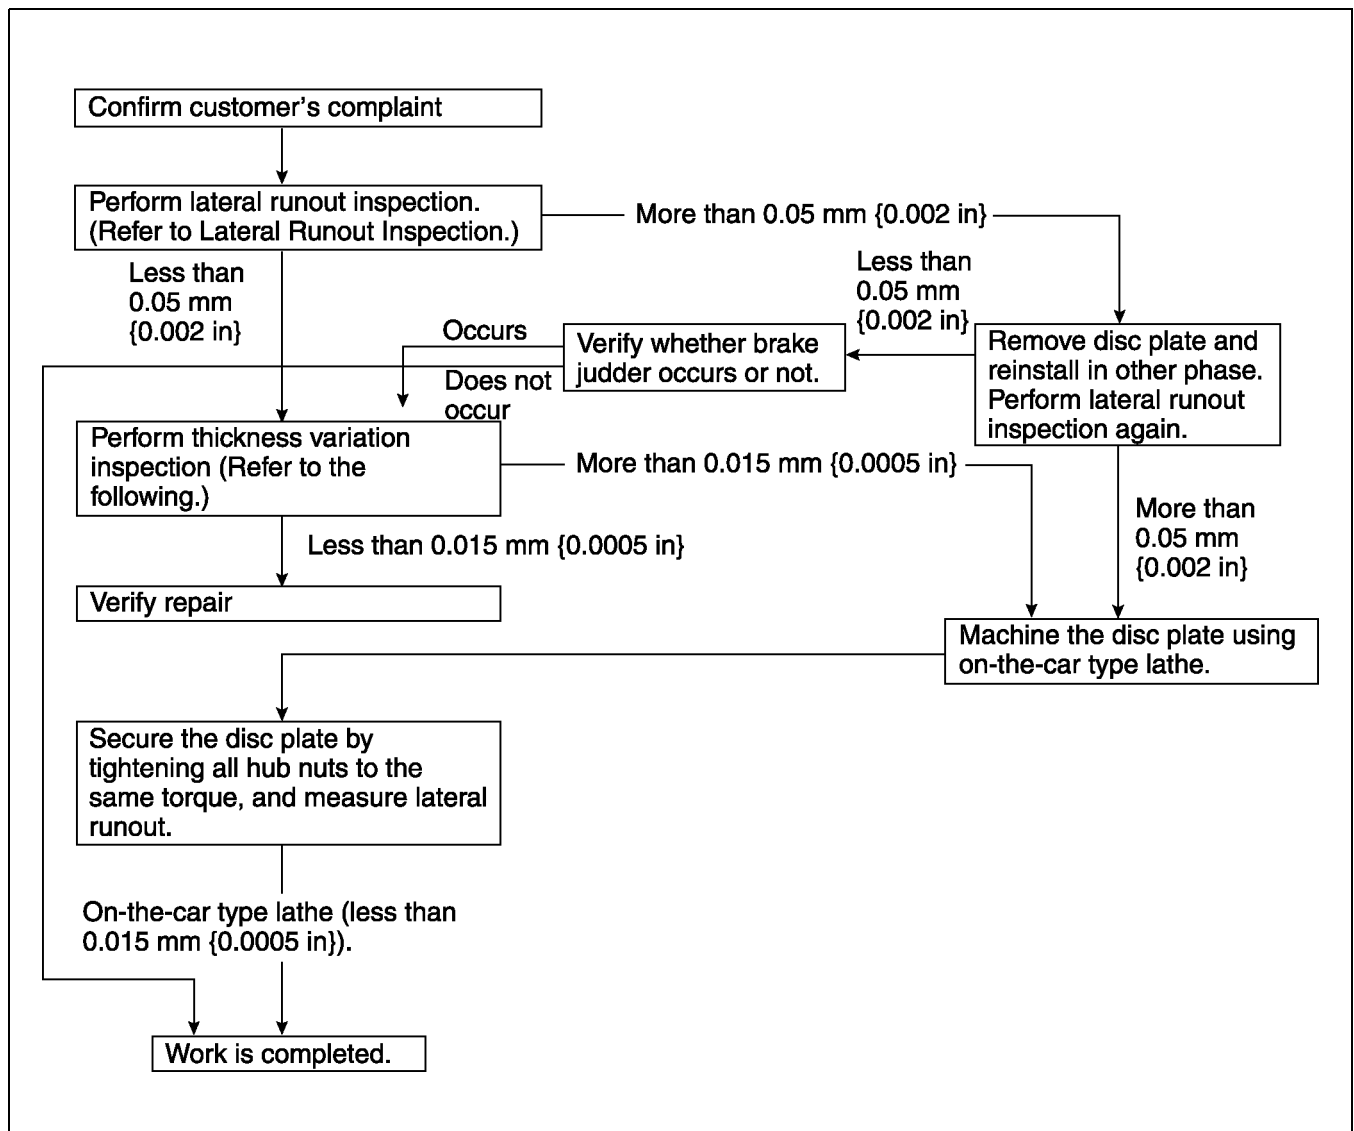 Confirm customer's complaint
Perform lateral runout inspection.
(Refer to Lateral Runout Inspection.)
More than 0.05 mm {0.002 in}
Less than
0.05 mm
{0.002 in}
Less than
0.05 mm
{0.002 in}
Occurs
Verify whether brake
judder occurs or not.
Remove disc plate and
reinstall in other phase.
Perform lateral runout
inspection again.
Does not
occur
Perform thickness variation
inspection (Refer to the
following.)
More than 0.015 mm {0.0005 in}
More than
0.05 mm
{0.002 in}
Less than 0.015 mm {0.0005 in}
Verify repair
Machine the disc plate using
on-the-car type lathe.
Secure the disc plate by
tightening all hub nuts to the
same torque, and measure lateral
runout.
On-the-car type lathe (less than
0.015 mm {0.0005 in}).
Work is completed.